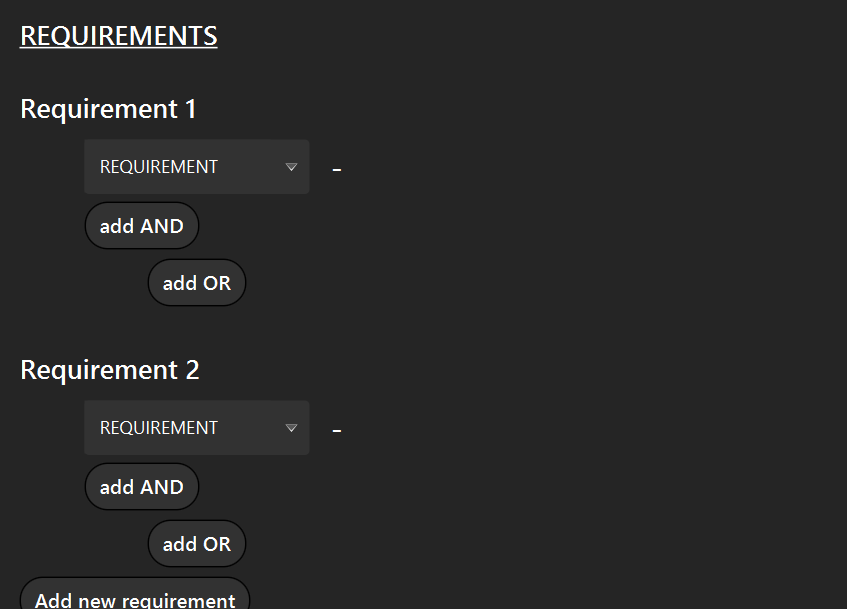 REQUIREMENTS
Requirement 1
REQUIREMENT -
add AND
add OR
Requirement 2
REQUIREMENT -
add AND
add OR
Add new requirement